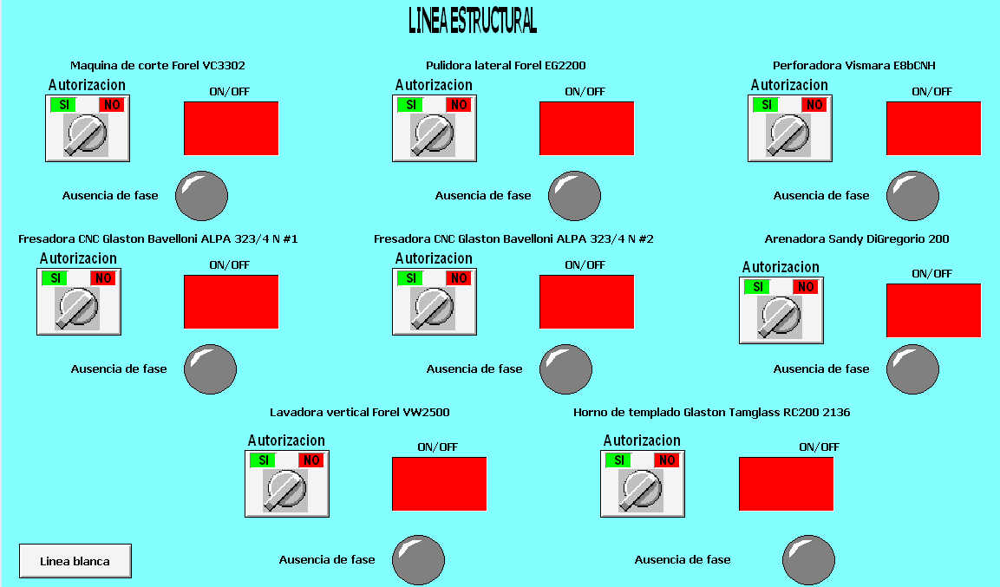 LINEA ESTRUCTURAL
Maquina de corte Forel VC3302
Autorizacion
SI NO
ON/OFF
Ausencia de fase
Pulidora lateral Forel EG2200
Autorizacion
SI NO
ON/OFF
Ausencia de fase
Perforadora Vismara E8bCNH
Autorizacion
SI NO
ON/OFF
Ausencia de fase
Fresadora CNC Glaston Bavelloni ALPA 323/4 N #1
Autorizacion
SI NO
ON/OFF
Ausencia de fase
Fresadora CNC Glaston Bavelloni ALPA 323/4 N #2
Autorizacion
SI NO
ON/OFF
Ausencia de fase
Arenadora Sandy DiGregorio 200
Autorizacion
SI NO
ON/OFF
Ausencia de fase
Lavadora vertical Forel VW2500
Autorizacion
SI NO
ON/OFF
Ausencia de fase
Horno de templado Glaston Tamglass RC200 2136
Autorizacion
SI NO
ON/OFF
Ausencia de fase
Linea blanca